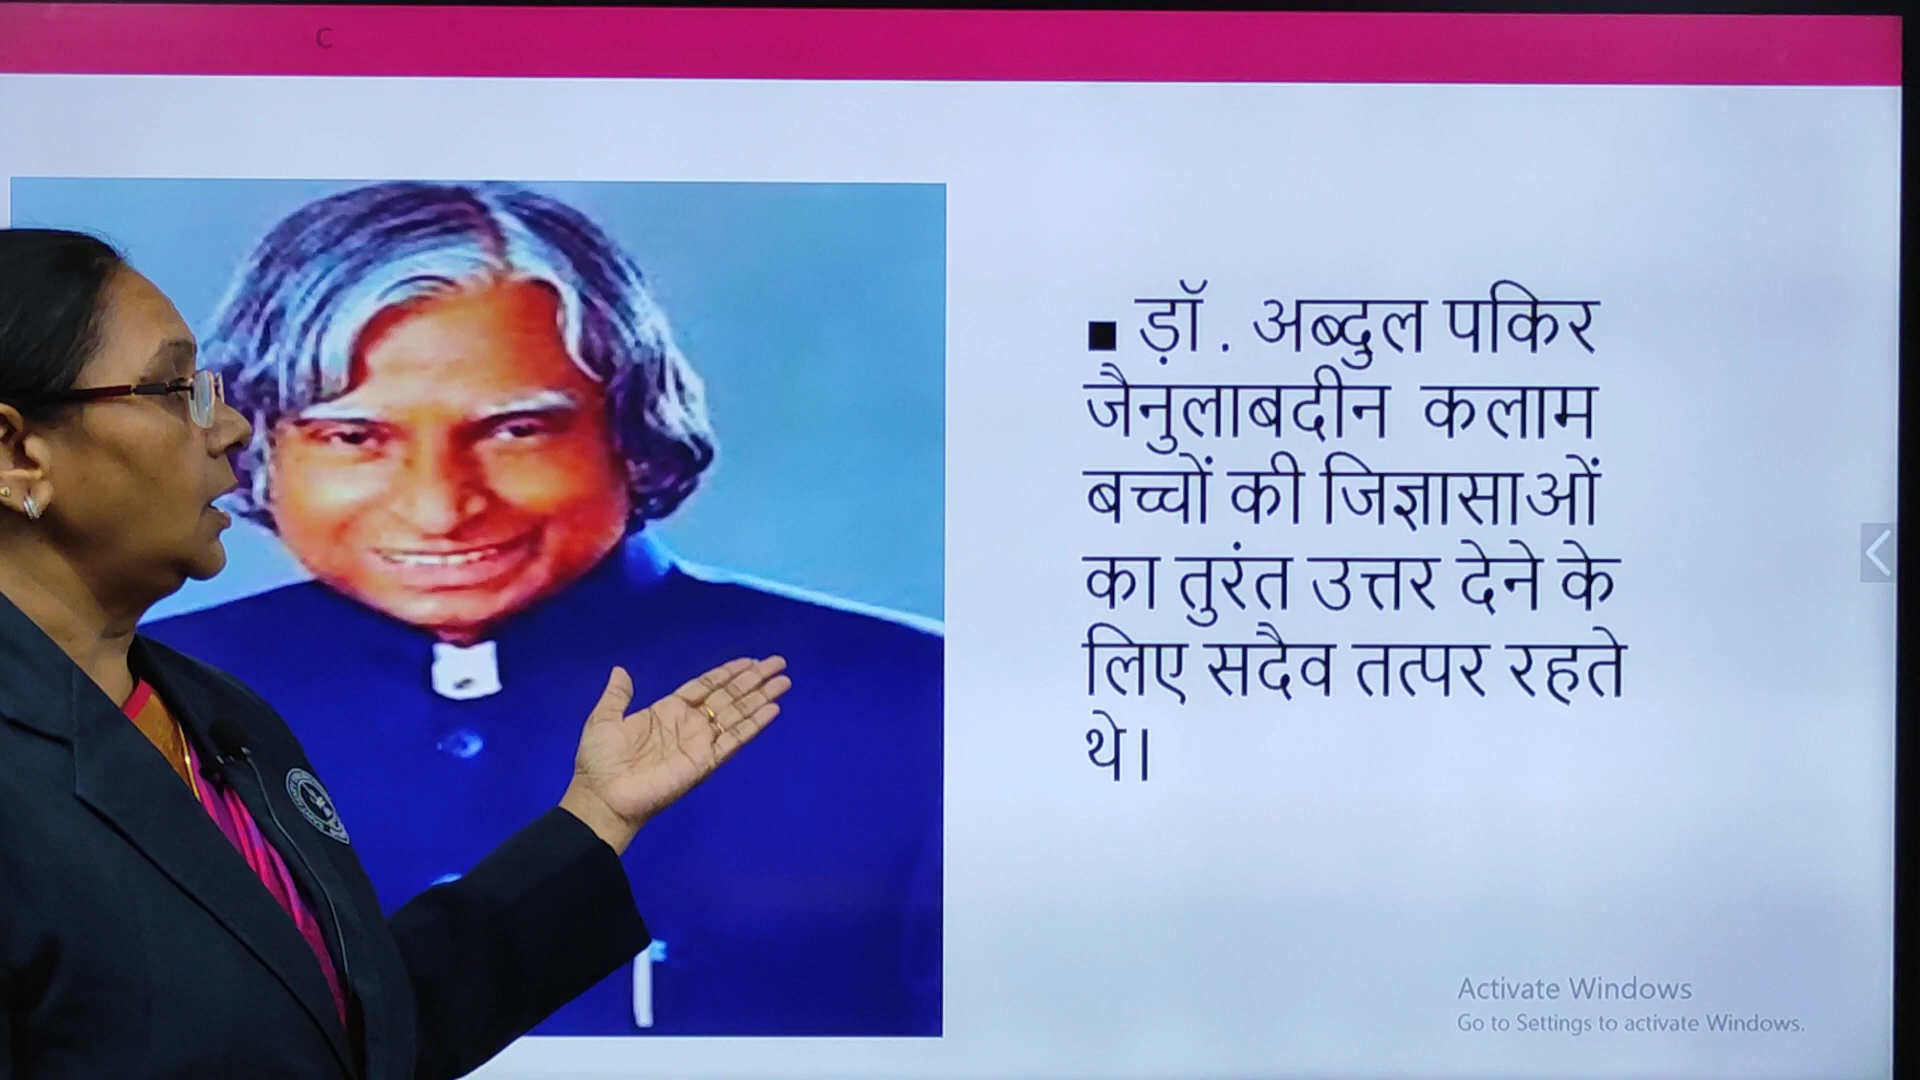 C
▪ ड़ॉ . अब्दुल पकिर
जैनुलाबदीन कलाम
बच्चों की जिज्ञासाओं
का तुरंत उत्तर देने के
लिए सदैव तत्पर रहते
थे।
Activate Windows
Go to Settings to activate Windows.